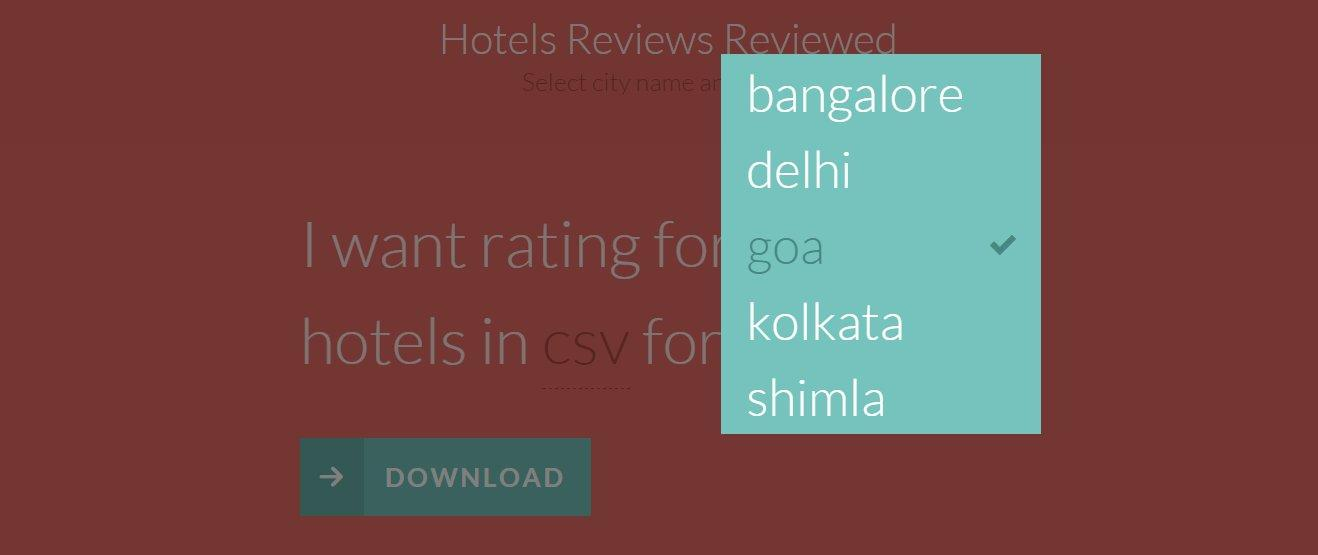 Hotels Reviews Reviewed
Select city name
I want rating for
hotels in csv for
bangalore
delhi
goa
kolkata
shimla
DOWNLOAD